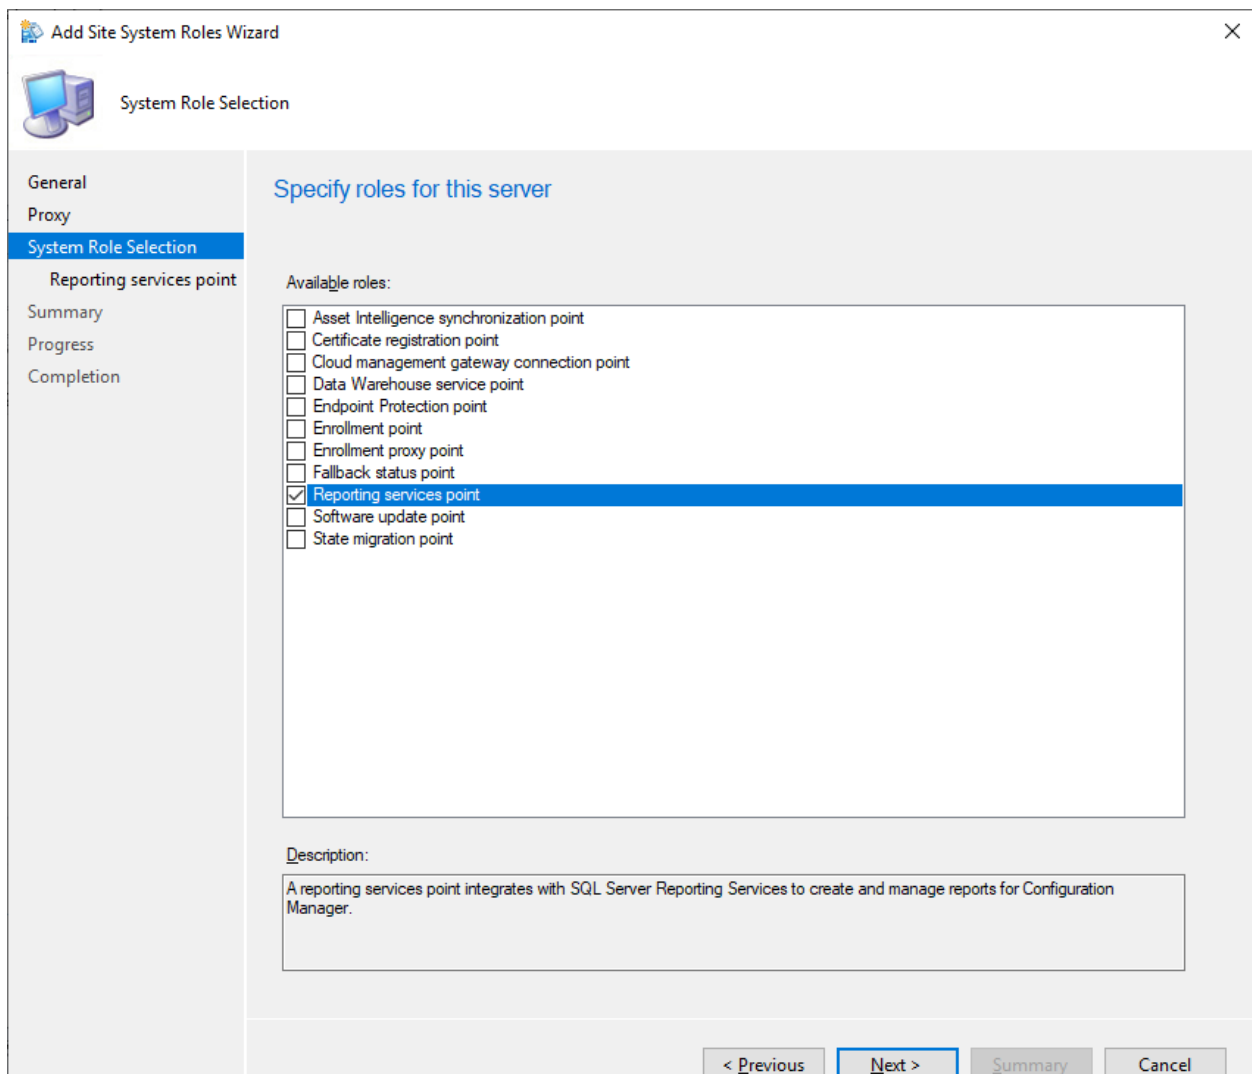 Add Site System Roles Wizard
System Role Selection
General
Proxy
System Role Selection
Reporting services point
Summary
Progress
Completion
Specify roles for this server
Available roles:
Asset Intelligence synchronization point
Certificate registration point
Cloud management gateway connection point
Data Warehouse service point
Endpoint Protection point
Enrollment point
Enrollment proxy point
Fallback status point
Reporting services point
Software update point
State migration point
Description:
A reporting services point integrates with SQL Server Reporting Services to create and manage reports for Configuration
Manager.
< Previous
Next >
Summary
Cancel